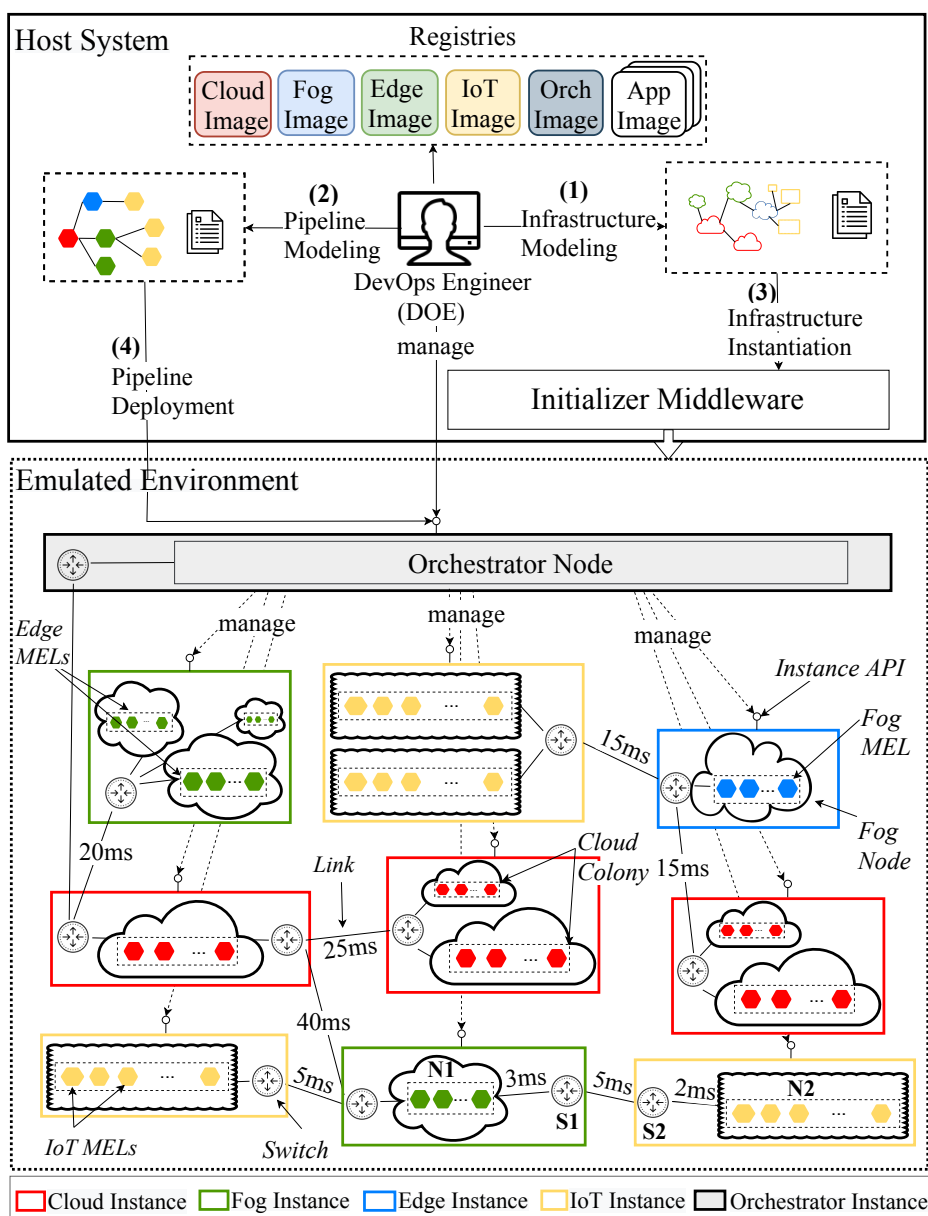 Host System
Registries
Cloud
Image
Fog
Image
Edge
Image
IoT
Image
Orch
Image
App
Image
(2)
Pipeline
Modeling
(1)
Infrastructure
Modeling
DevOps Engineer
(DOE)
manage
(3)
Infrastructure
Instantiation
(4)
Pipeline
Deployment
Initializer Middleware
Emulated Environment
Orchestrator Node
manage
manage
manage
Edge
MELs
Instance API
Fog
MEL
Fog
Node
15ms
15ms
20ms
Link
25ms
Cloud
Colony
40ms
5ms
N1
3ms
S1
5ms
S2
2ms
N2
IoT MELs
Switch
Cloud Instance
Fog Instance
Edge Instance
IoT Instance
Orchestrator Instance